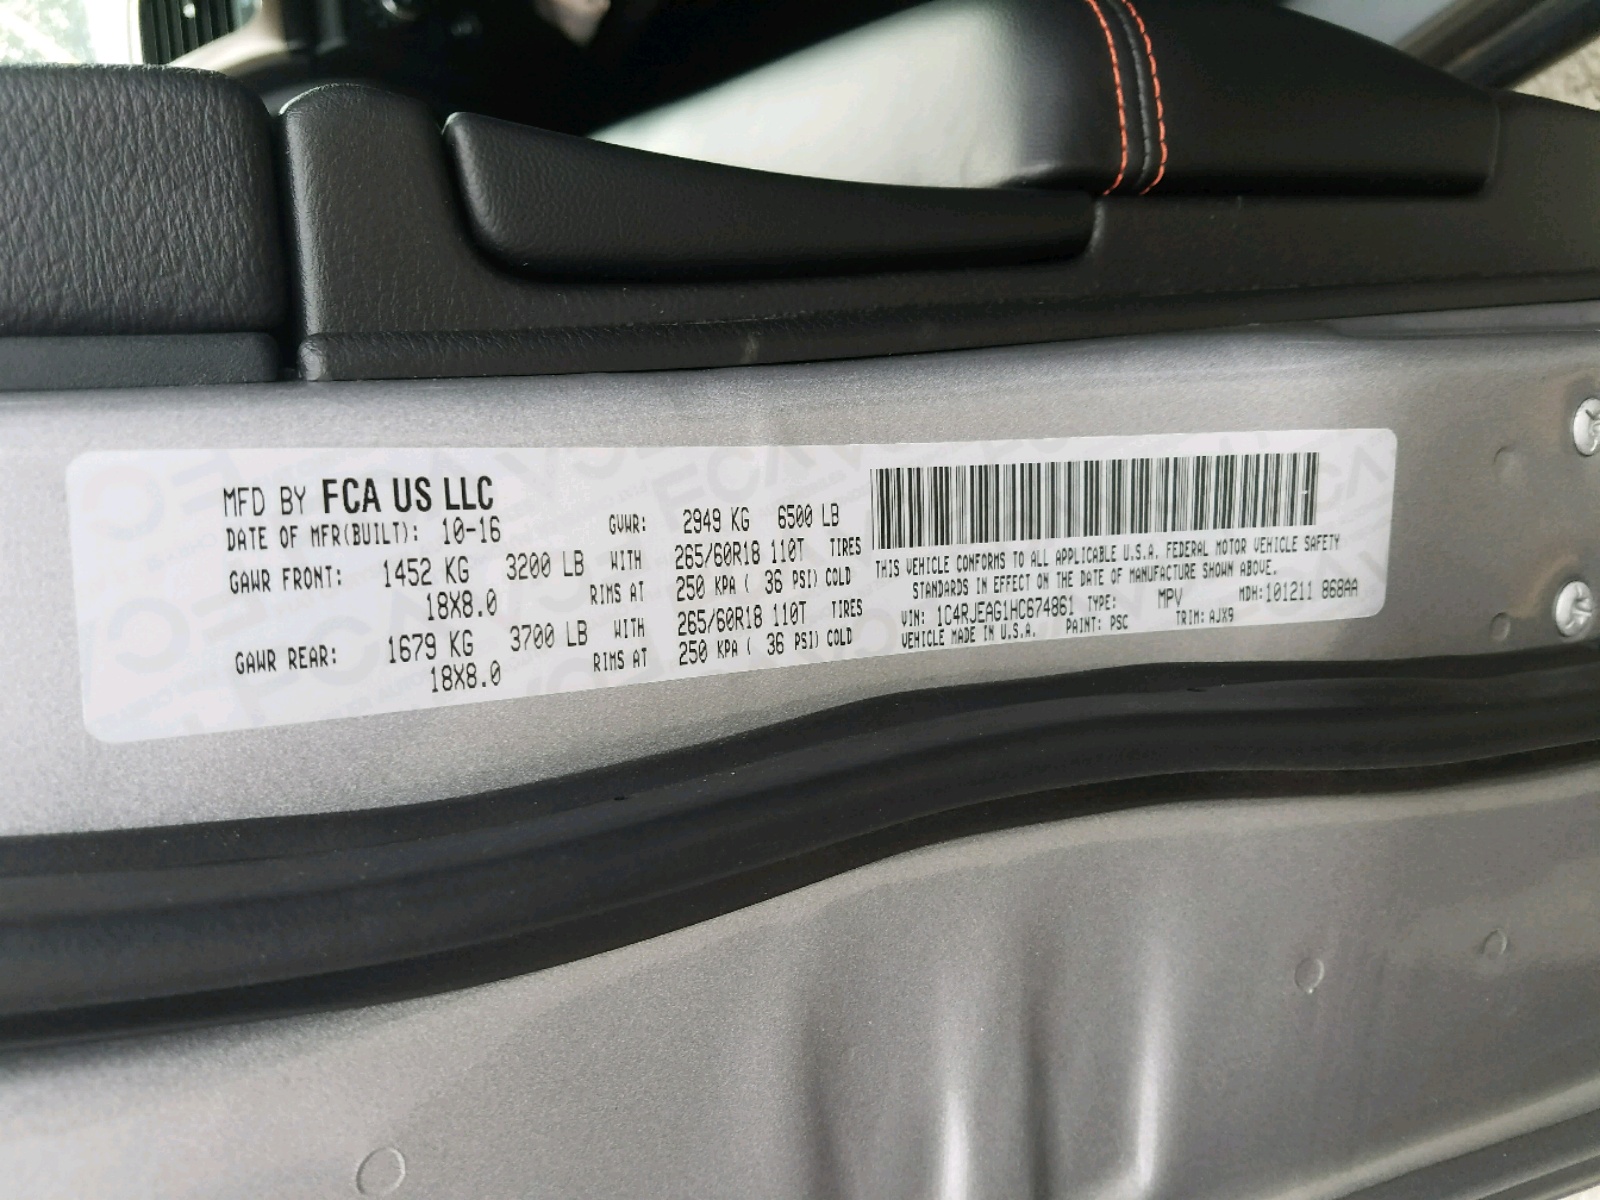 MFD BY FCA US LLC
DATE OF MFR(BUILT): 10-16 GVWR: 2949 KG 6500 LB
GAWR FRONT: 1452 KG 3200 LB WITH 265/60R18 110T TIRES
18X8.0 RIMS AT 250 KPA ( 36 PSI) COLD
GAWR REAR: 1679 KG 3700 LB WITH 265/60R18 110T TIRES
18X8.0 RIMS AT 250 KPA ( 36 PSI) COLD
THIS VEHICLE CONFORMS TO ALL APPLICABLE U.S.A. FEDERAL MOTOR VEHICLE SAFETY
STANDARDS IN EFFECT ON THE DATE OF MANUFACTURE SHOWN ABOVE.
VIN: 1C4RJEAG1HC674861 TYPE: MPV MDH:101211 868AA
VEHICLE MADE IN U.S.A. PAINT: PSC TRIM: AJX9